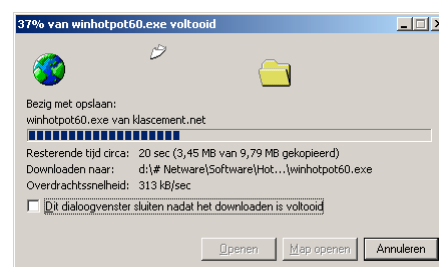 37% van winhotpot60.exe voltooid
Bezig met opslaan:
winhotpot60.exe van klascement.net
Resterende tijd circa: 20 sec (3,45 MB van 9,79 MB gekopieerd)
Downloaden naar: d:\# Netware\Software\Hot...\winhotpot60.exe
Overdrachtssnelheid: 313 kB/sec
Dit dialoogvenster sluiten nadat het downloaden is voltooid
Openen Map openen Annuleren